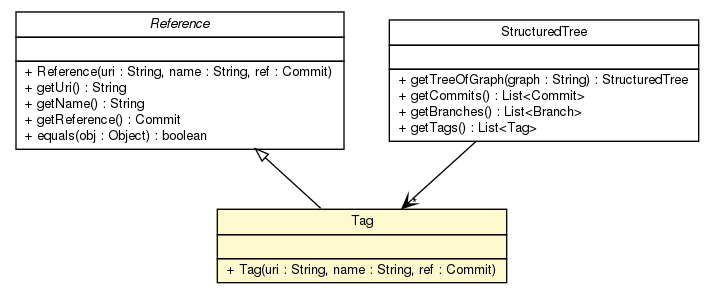 Reference
+ Reference(uri : String, name : String, ref : Commit)
+ getUri() : String
+ getName() : String
+ getReference() : Commit
+ equals(obj : Object) : boolean
StructuredTree
+ getTreeOfGraph(graph : String) : StructuredTree
+ getCommits() : List<Commit>
+ getBranches() : List<Branch>
+ getTags() : List<Tag>
*
Tag
+ Tag(uri : String, name : String, ref : Commit)